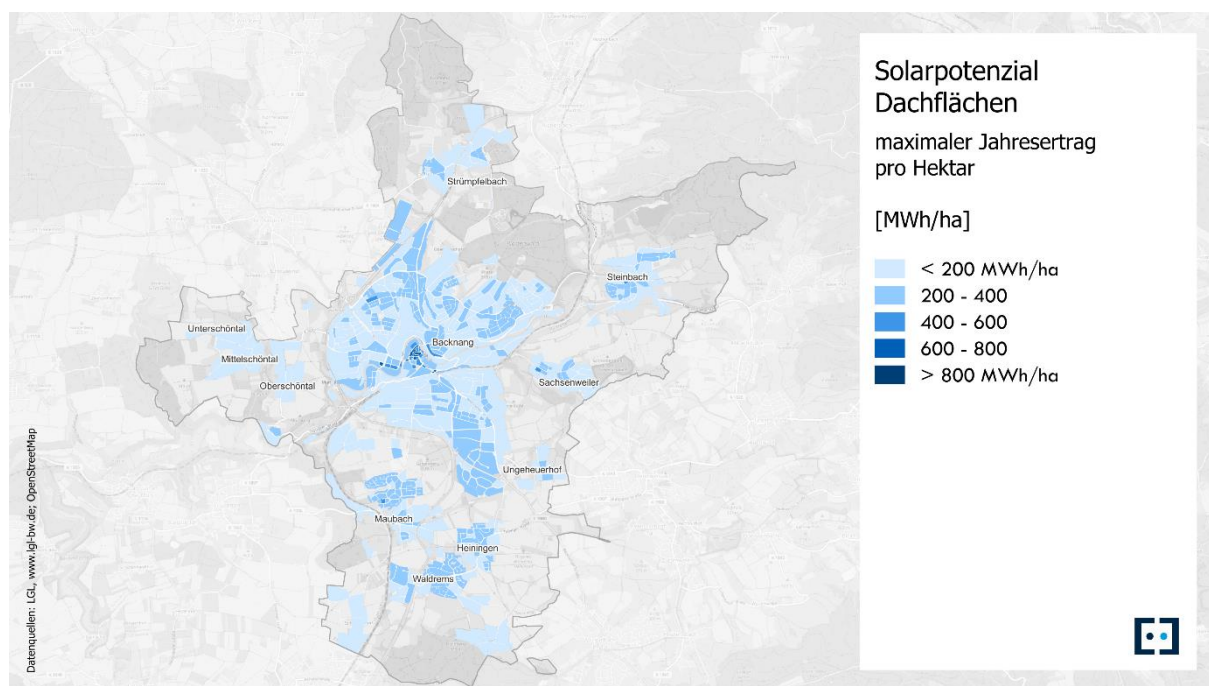 Solarpotenzial
Dachflächen
maximaler Jahresertrag
pro Hektar
[MWh/ha]
< 200 MWh/ha
200 - 400
400 - 600
600 - 800
> 800 MWh/ha
Strümpfelbach
Steinbach
Unterschöntal
Backnang
Mittelschöntal
Oberschöntal
Sachsenweiler
Ungeheuerhof
Maubach
Heiningen
Waldrems
Datenquellen: LGL, www.lgl-bw.de; OpenStreetMap